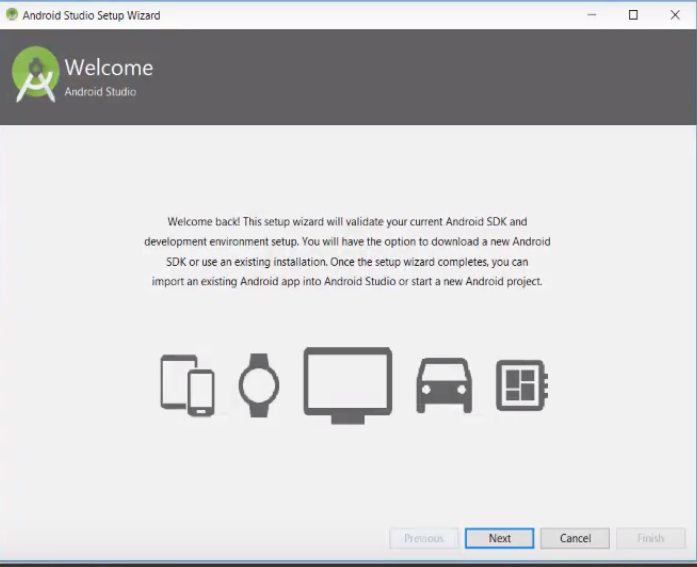 Android Studio Setup Wizard
Welcome
Android Studio
Welcome back! This setup wizard will validate your current Android SDK and
development environment setup. You will have the option to download a new Android
SDK or use an existing installation. Once the setup wizard completes, you can
import an existing Android app into Android Studio or start a new Android project.
Previous Next Cancel Finish